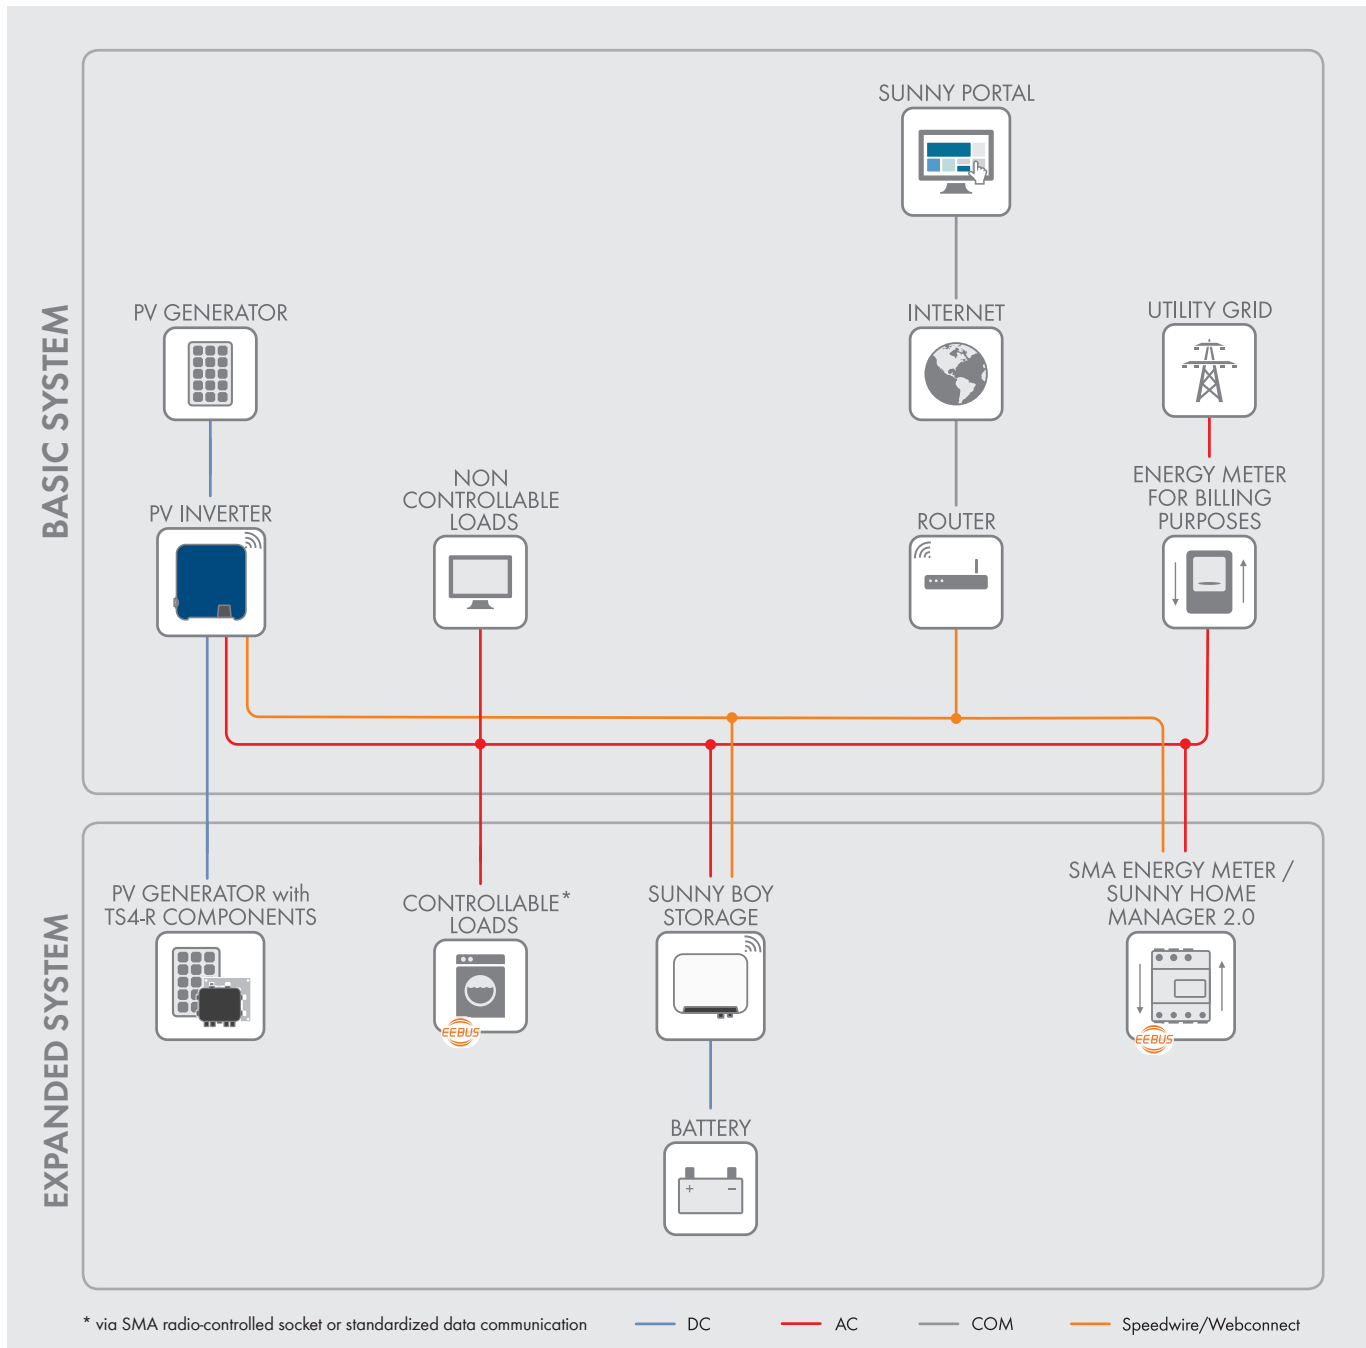 BASIC SYSTEM
SUNNY PORTAL
PV GENERATOR
INTERNET
UTILITY GRID
PV INVERTER
NON
CONTROLLABLE
LOADS
ROUTER
ENERGY METER
FOR BILLING
PURPOSES
EXPANDED SYSTEM
PV GENERATOR with
TS4-R COMPONENTS
CONTROLLABLE*
LOADS
EEBUS
SUNNY BOY
STORAGE
SMA ENERGY METER /
SUNNY HOME
MANAGER 2.0
EEBUS
BATTERY
+ −
* via SMA radio-controlled socket or standardized data communication
DC
AC
COM
Speedwire/Webconnect